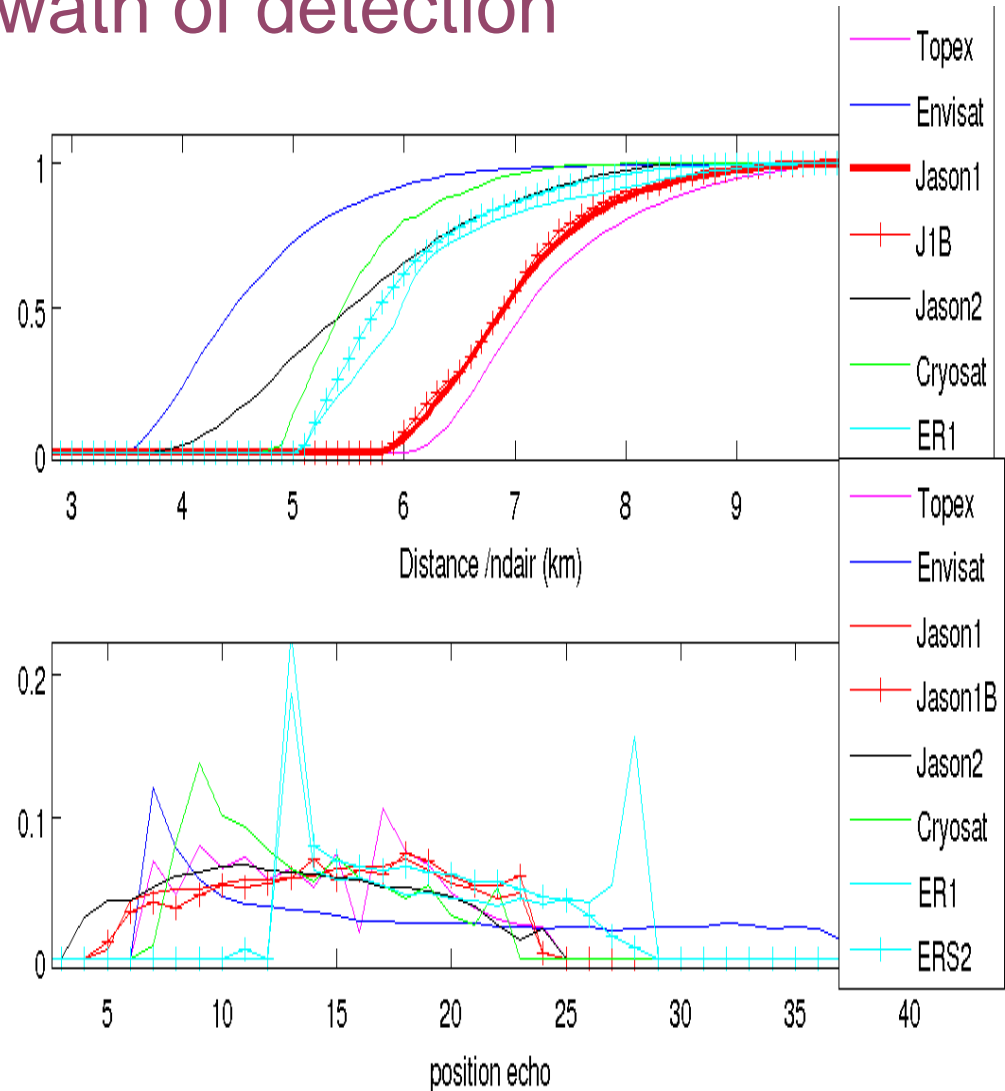 wath of detection
Topex
Envisat
Jason1
J1B
Jason2
Cryosat
ER1
1
0.5
0
3 4 5 6 7 8 9
Distance /ndair (km)
Topex
Envisat
Jason1
Jason1B
Jason2
Cryosat
ER1
ERS2
0.2
0.1
0
5 10 15 20 25 30 35 40
position echo